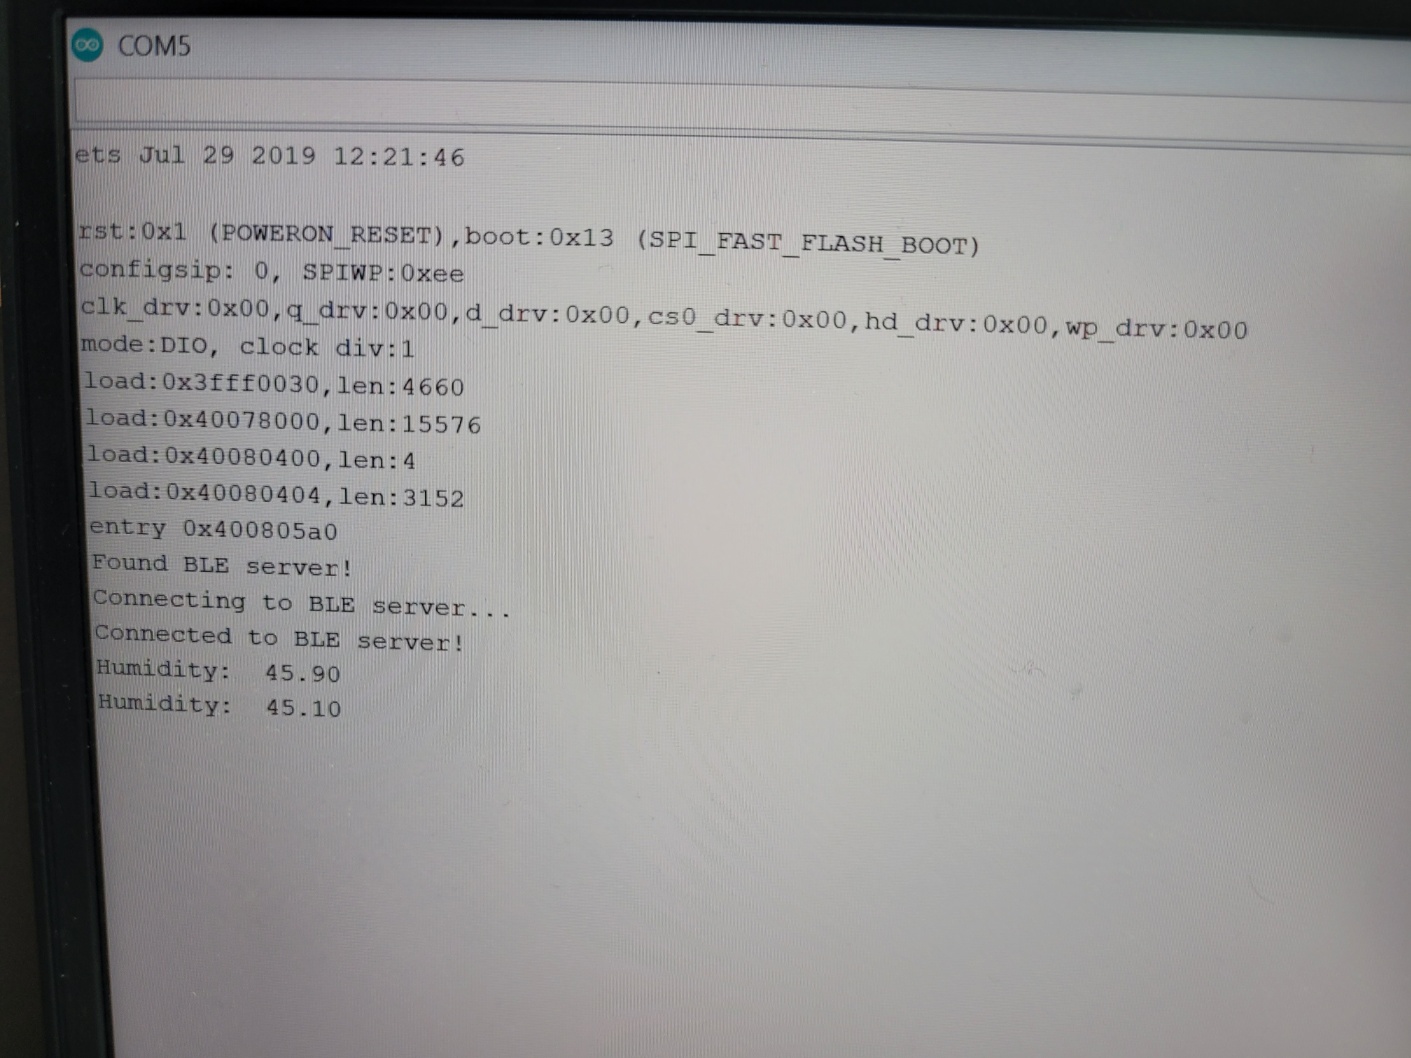 COM5
ets Jul 29 2019 12:21:46
rst:0x1 (POWERON_RESET),boot:0x13 (SPI_FAST_FLASH_BOOT)
configsip: 0, SPIWP:0xee
clk_drv:0x00,q_drv:0x00,d_drv:0x00,cs0_drv:0x00,hd_drv:0x00,wp_drv:0x00
mode:DIO, clock div:1
load:0x3fff0030,len:4660
load:0x40078000,len:15576
load:0x40080400,len:4
load:0x40080404,len:3152
entry 0x400805a0
Found BLE server!
Connecting to BLE server...
Connected to BLE server!
Humidity:  45.90
Humidity:  45.10